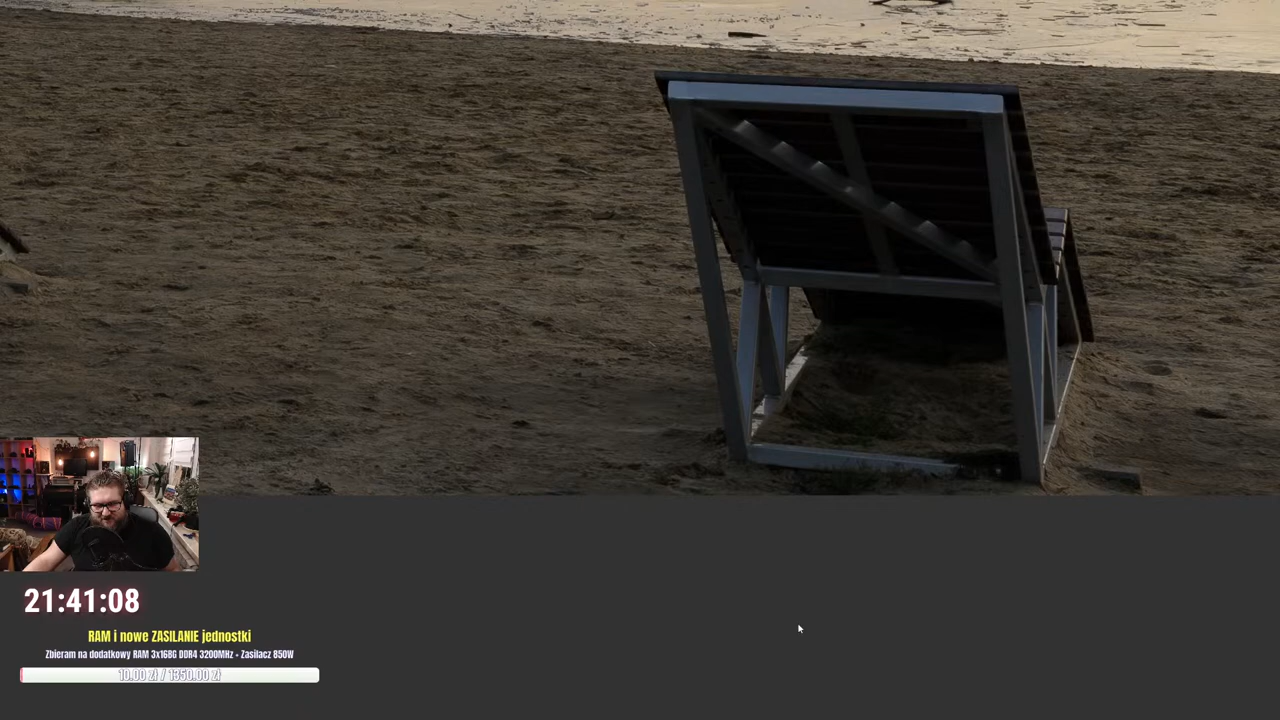 21:41:08
RAM i nowe ZASILANIE jednostki
Zbieram na dodatkowy RAM 3x16BG DDR4 3200MHz + Zasilacz 850W
10.00 zł / 1350.00 zł